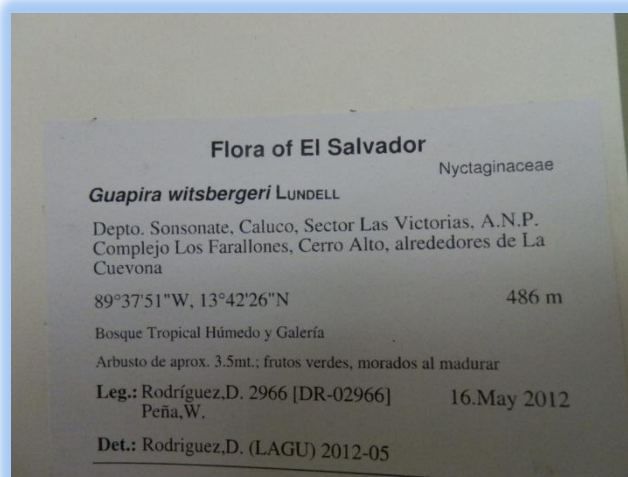 Flora of El Salvador
Nyctaginaceae
Guapira witsbergeri LUNDELL
Depto. Sonsonate, Caluco, Sector Las Victorias, A.N.P.
Complejo Los Farallones, Cerro Alto, alrededores de La
Cuevona
89°37'51"W, 13°42'26"N 486 m
Bosque Tropical Húmedo y Galería
Arbusto de aprox. 3.5mt.; frutos verdes, morados al madurar
Leg.: Rodríguez,D. 2966 [DR-02966] 16.May 2012
Peña,W.
Det.: Rodriguez,D. (LAGU) 2012-05